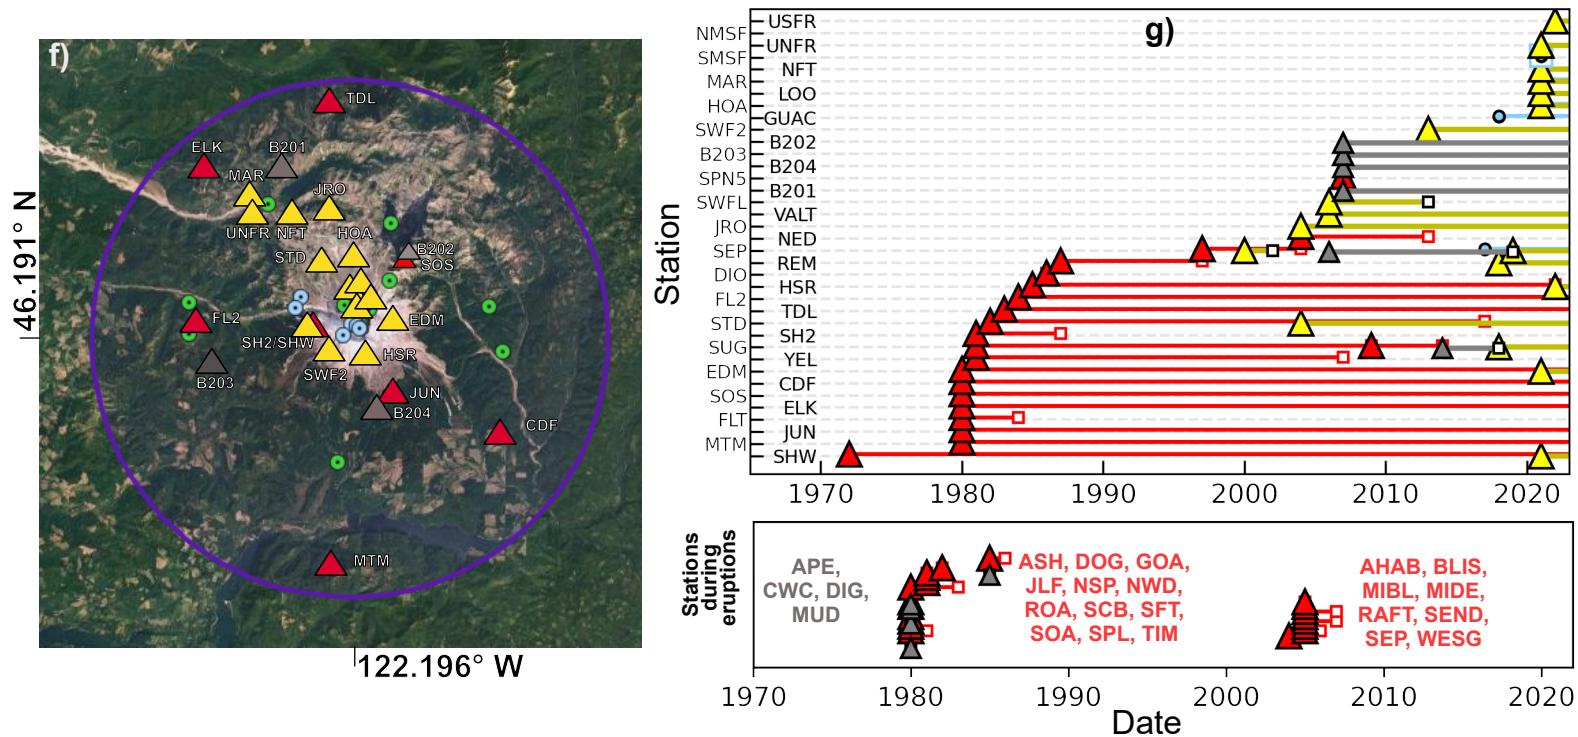 f)
TDL
ELK
B201
MAR
JRO
UNFR
NFT
HOA
STD
B202
SOS
FL2
EDM
SH2/SHW
HSR
SWF2
B203
JUN
B204
CDF
MTM
46.191° N
122.196° W
g)
Station
USFR
NMSF
UNFR
SMSF
NFT
MAR
LOO
HOA
GUAC
SWF2
B202
B203
B204
SPN5
B201
SWFL
VALT
JRO
NED
SEP
REM
DIO
HSR
FL2
TDL
STD
SH2
SUG
YEL
EDM
CDF
SOS
ELK
FLT
JUN
MTM
SHW
1970 1980 1990 2000 2010 2020
Stations
during
eruptions
APE,
CWC, DIG,
MUD
ASH, DOG, GOA,
JLF, NSP, NWD,
ROA, SCB, SFT,
SOA, SPL, TIM
AHAB, BLIS,
MIBL, MIDE,
RAFT, SEND,
SEP, WESG
1970 1980 1990 2000 2010 2020
Date